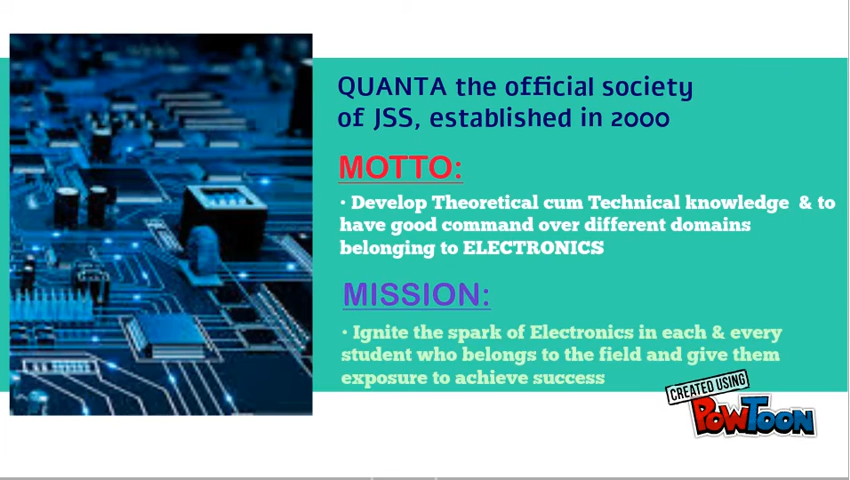 QUANTA the official society
of JSS, established in 2000
MOTTO:
· Develop Theoretical cum Technical knowledge & to
have good command over different domains
belonging to ELECTRONICS
MISSION:
· Ignite the spark of Electronics in each & every
student who belongs to the field and give them
exposure to achieve success
CREATED USING
POWTOON